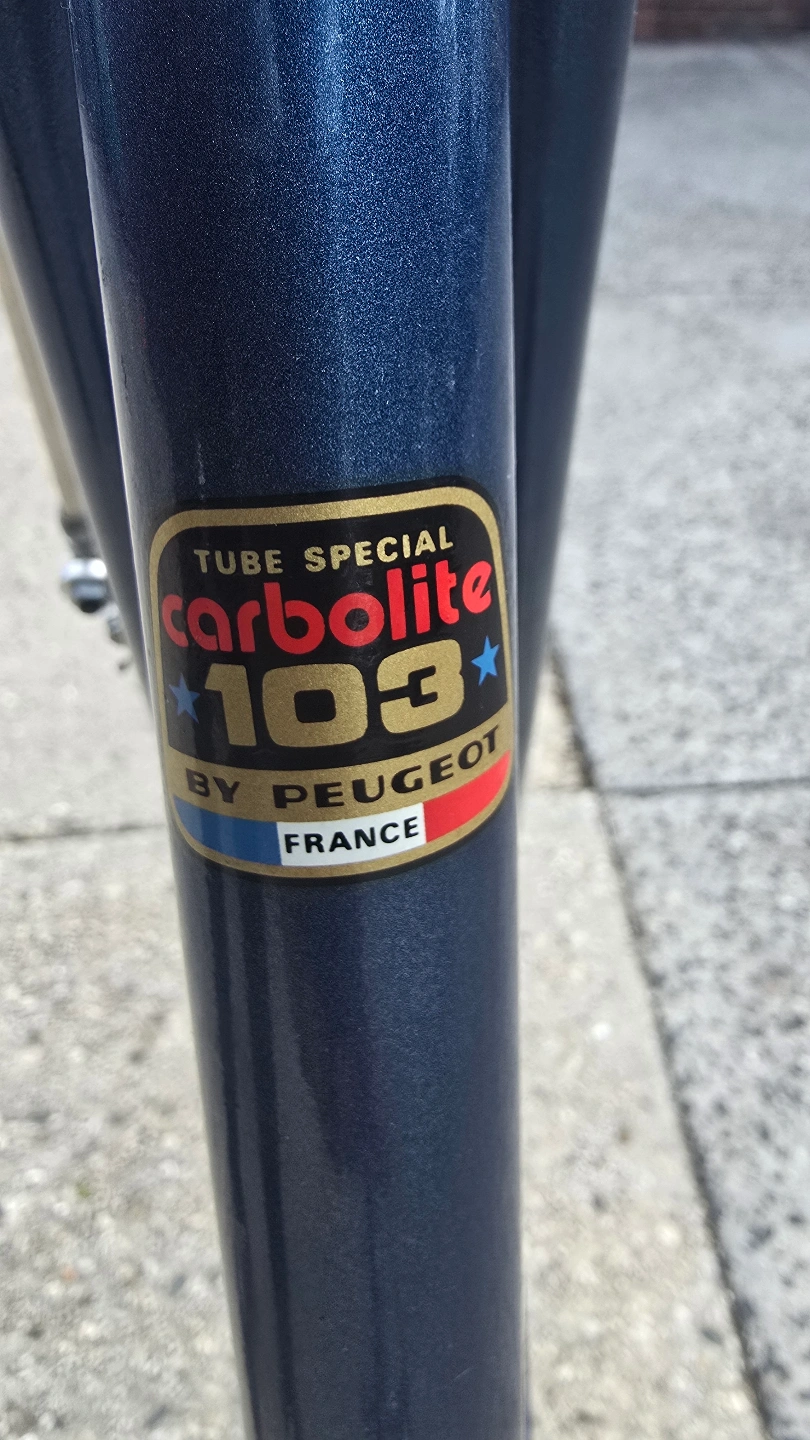 TUBE SPECIAL
carbolite
103
BY PEUGEOT
FRANCE